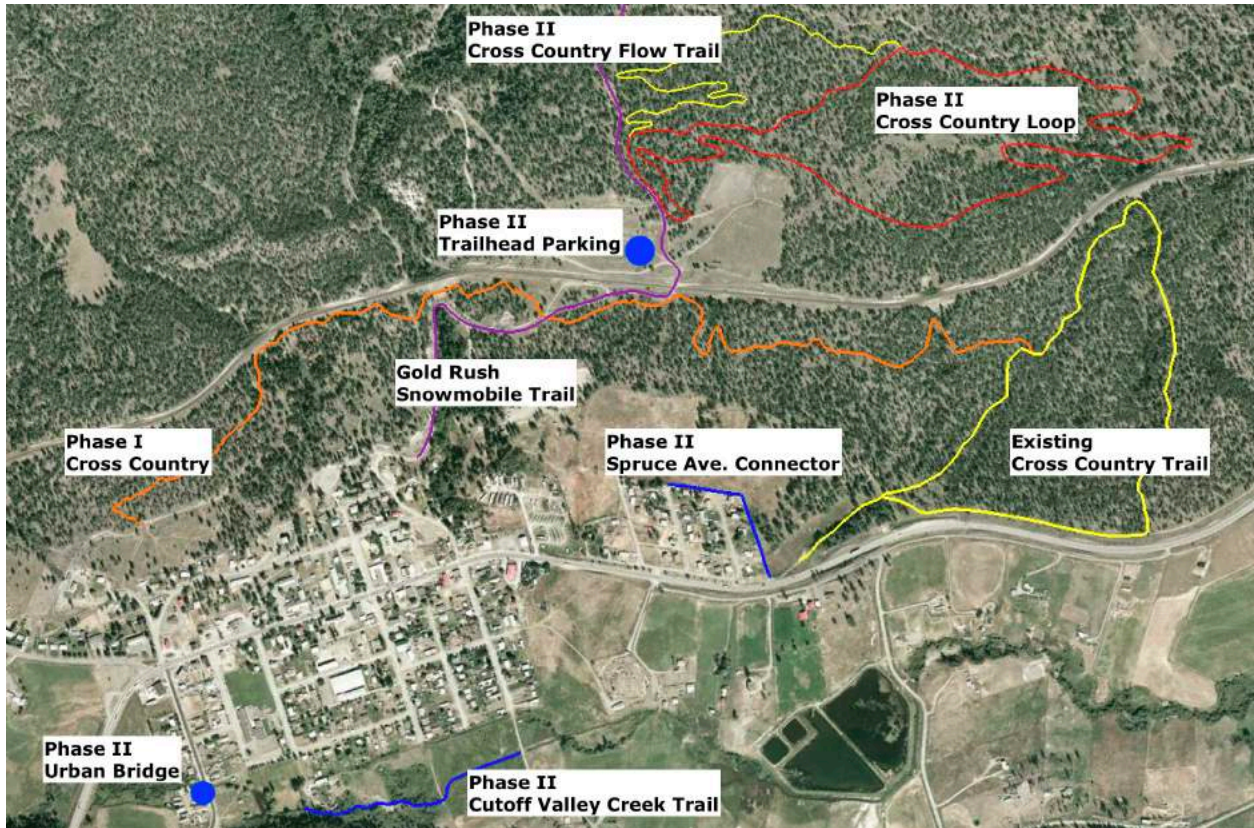 Phase II
Cross Country Flow Trail
Phase II
Cross Country Loop
Phase II
Trailhead Parking
Gold Rush
Snowmobile Trail
Phase I
Cross Country
Phase II
Spruce Ave. Connector
Existing
Cross Country Trail
Phase II
Urban Bridge
Phase II
Cutoff Valley Creek Trail